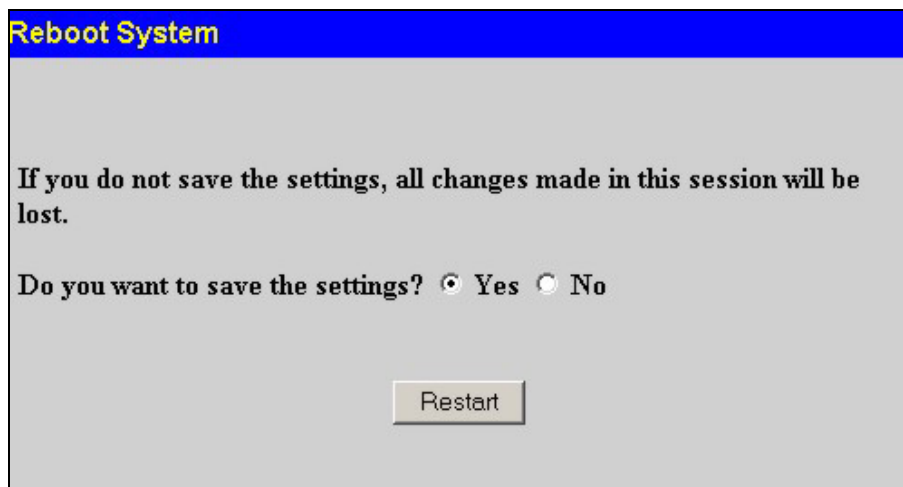 Reboot System
If you do not save the settings, all changes made in this session will be
lost.
Do you want to save the settings? Yes No
Restart